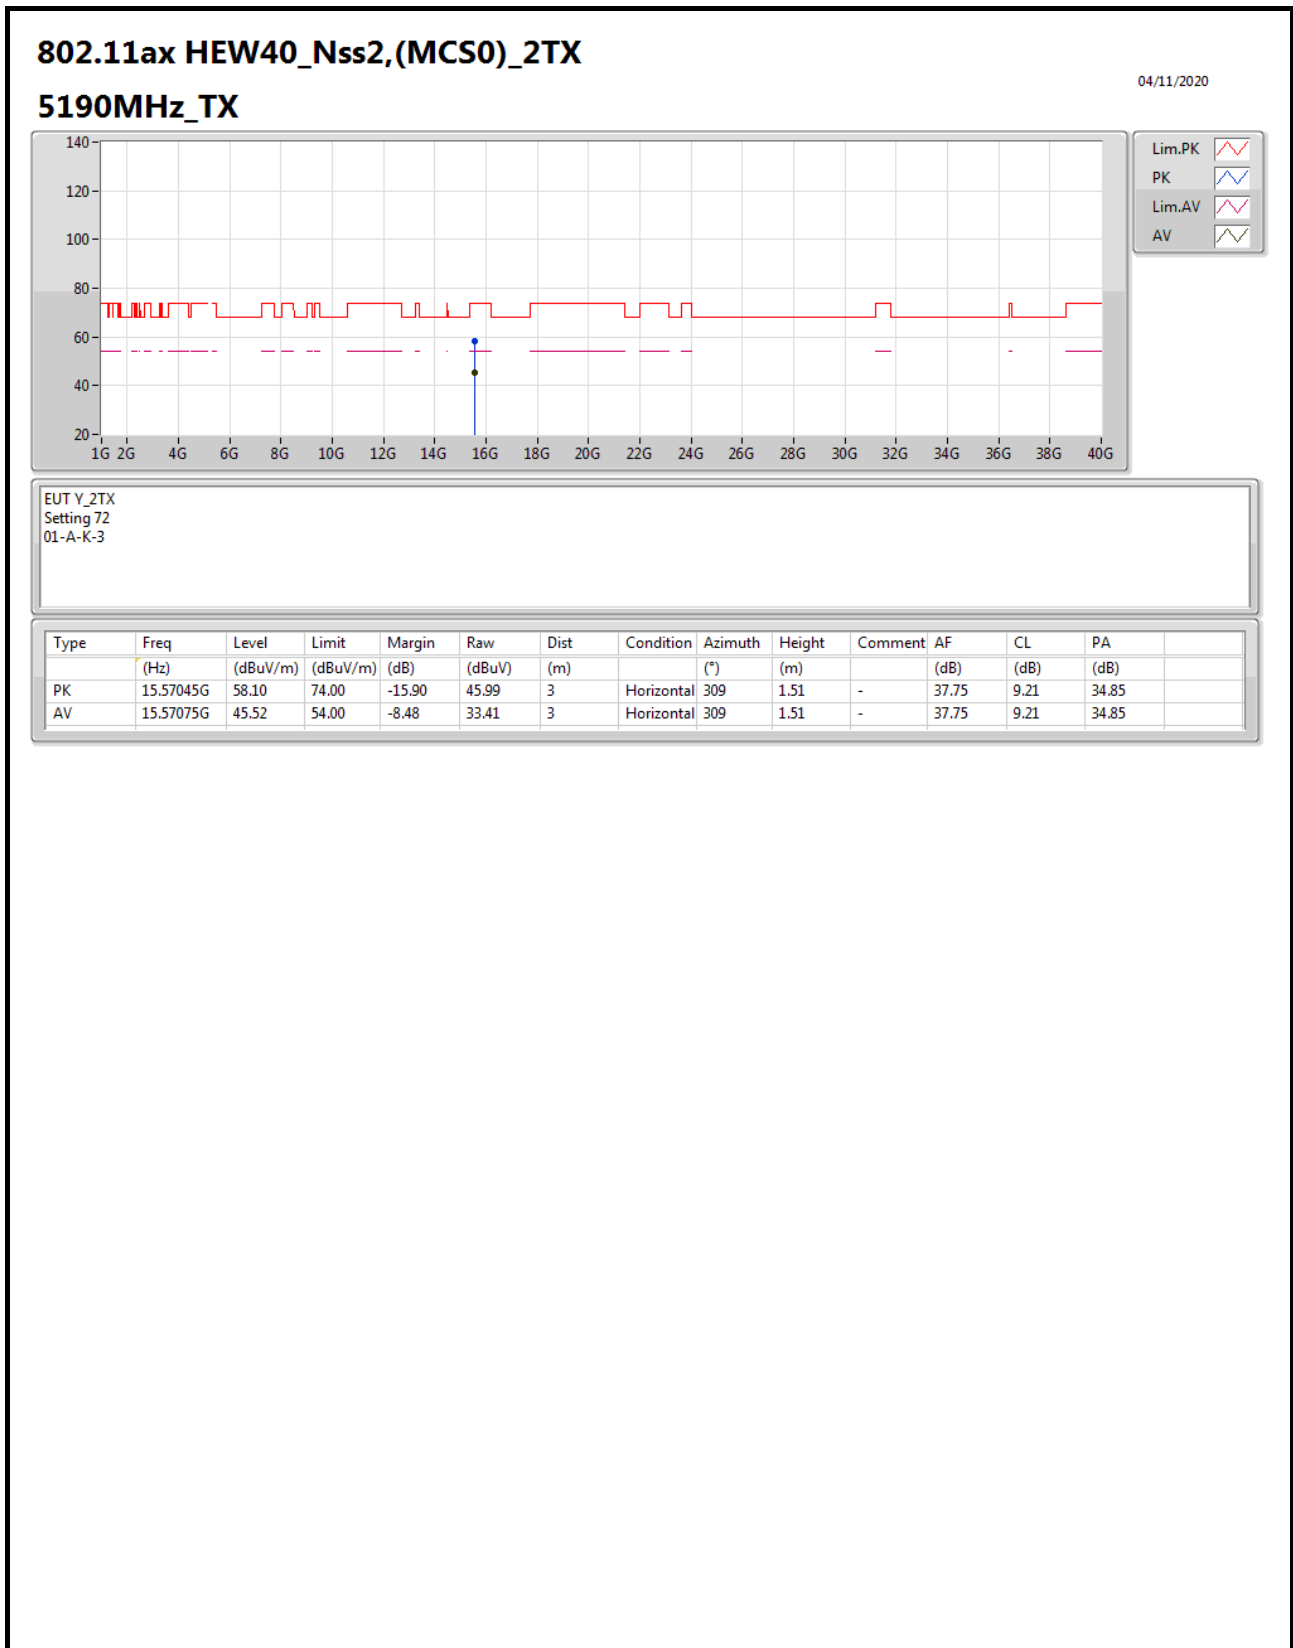 802.11ax HEW40_Nss2,(MCS0)_2TX
04/11/2020
5190MHz_TX
140
120
100
80
60
40
20
1G 2G 4G 6G 8G 10G 12G 14G 16G 18G 20G 22G 24G 26G 28G 30G 32G 34G 36G 38G 40G
Lim.PK
PK
Lim.AV
AV
EUT Y_2TX
Setting 72
01-A-K-3
Type Freq Level Limit Margin Raw Dist Condition Azimuth Height Comment AF CL PA
(Hz) (dBuV/m) (dBuV/m) (dB) (dBuV) (m) (°) (m) (dB) (dB) (dB)
PK 15.57045G 58.10 74.00 -15.90 45.99 3 Horizontal 309 1.51 - 37.75 9.21 34.85
AV 15.57075G 45.52 54.00 -8.48 33.41 3 Horizontal 309 1.51 - 37.75 9.21 34.85